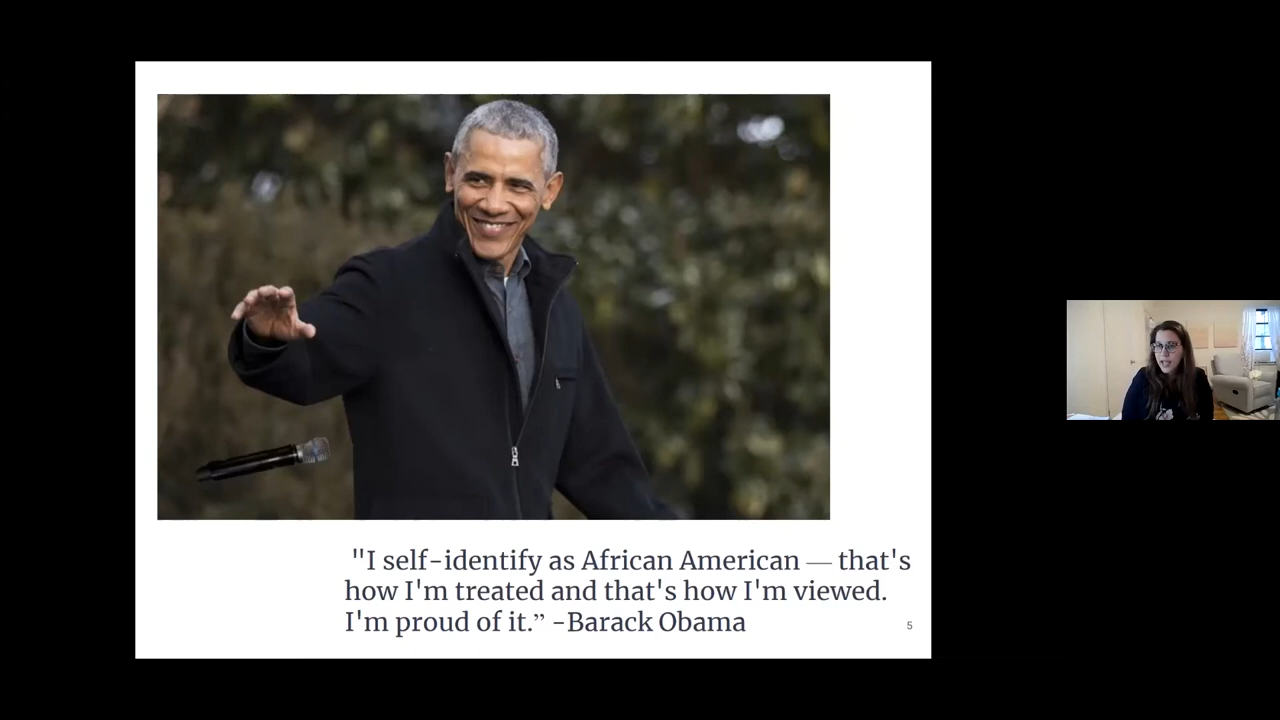 "I self-identify as African American — that's
how I'm treated and that's how I'm viewed.
I'm proud of it.” -Barack Obama
5